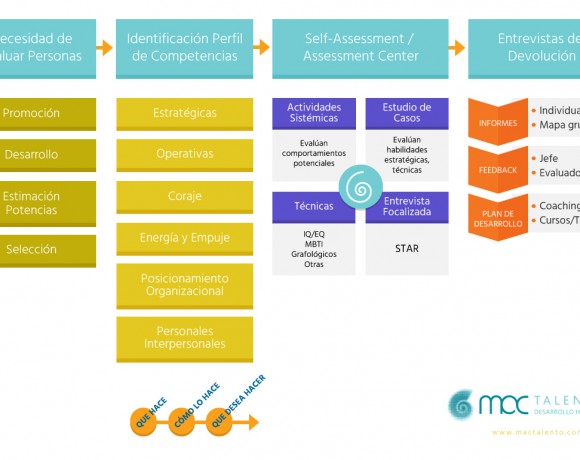 ecesidad de
luar Personas
Promoción
Desarrollo
Estimación
Potencias
Selección
Identificación Perfil
de Competencias
Estratégicas
Operativas
Coraje
Energía y Empuje
Posicionamiento
Organizacional
Personales
Interpersonales
QUE HACE
CÓMO LO HACE
QUE DESEA HACER
Self-Assessment /
Assessment Center
Actividades
Sistémicas
Evalúan
comportamientos
potenciales
Estudio de
Casos
Evalúan
habilidades
estratégicas,
técnicas
Técnicas
IQ/EQ
MBTI
Grafológicos
Otras
Entrevista
Focalizada
STAR
Entrevistas de
Devolución
INFORMES
• Individua
• Mapa gru
FEEDBACK
• Jefe
• Evaluado
PLAN DE
DESARROLLO
• Coaching
• Cursos/T
mac TALENT
DESARROLLO H
www.mactalento.co